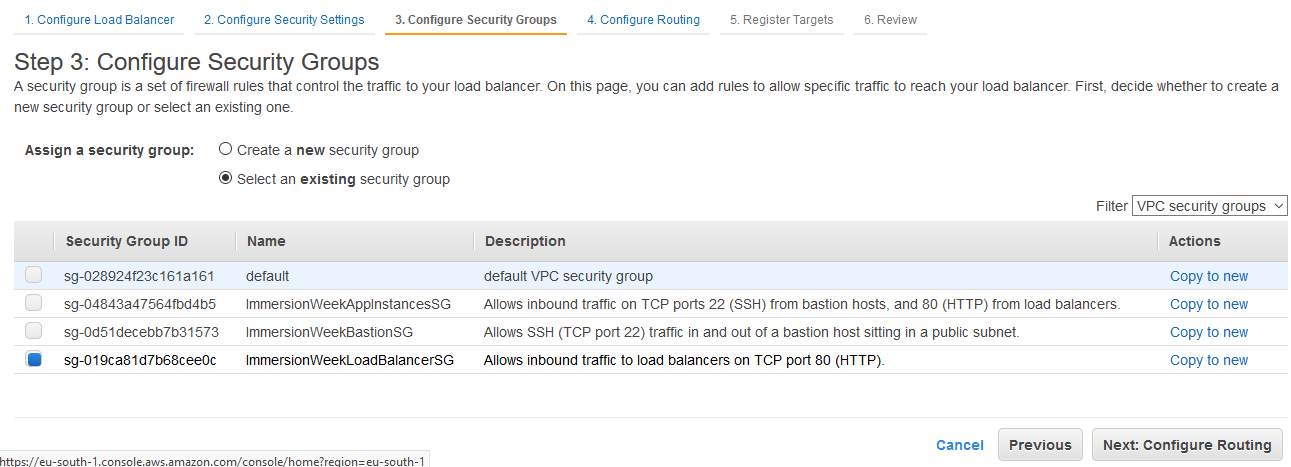 1. Configure Load Balancer 2. Configure Security Settings 3. Configure Security Groups 4. Configure Routing 5. Register Targets 6. Review
Step 3: Configure Security Groups
A security group is a set of firewall rules that control the traffic to your load balancer. On this page, you can add rules to allow specific traffic to reach your load balancer. First, decide whether to create a
new security group or select an existing one.
Assign a security group: Create a new security group
Select an existing security group
Filter VPC security groups
Security Group ID Name Description Actions
sg-028924f23c161a161 default default VPC security group Copy to new
sg-04843a47564fbd4b5 ImmersionWeekAppInstancesSG Allows inbound traffic on TCP ports 22 (SSH) from bastion hosts, and 80 (HTTP) from load balancers. Copy to new
sg-0d51decebb7b31573 ImmersionWeekBastionSG Allows SSH (TCP port 22) traffic in and out of a bastion host sitting in a public subnet. Copy to new
sg-019ca81d7b68cee0c ImmersionWeekLoadBalancerSG Allows inbound traffic to load balancers on TCP port 80 (HTTP). Copy to new
Cancel Previous Next: Configure Routing
https://eu-south-1.console.aws.amazon.com/console/home?region=eu-south-1